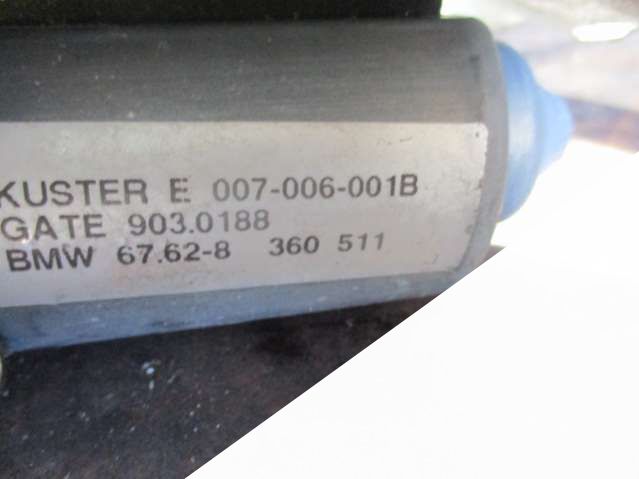 KUSTER E 007-006-001B
GATE 903.0188
BMW 67.62-8 360 511